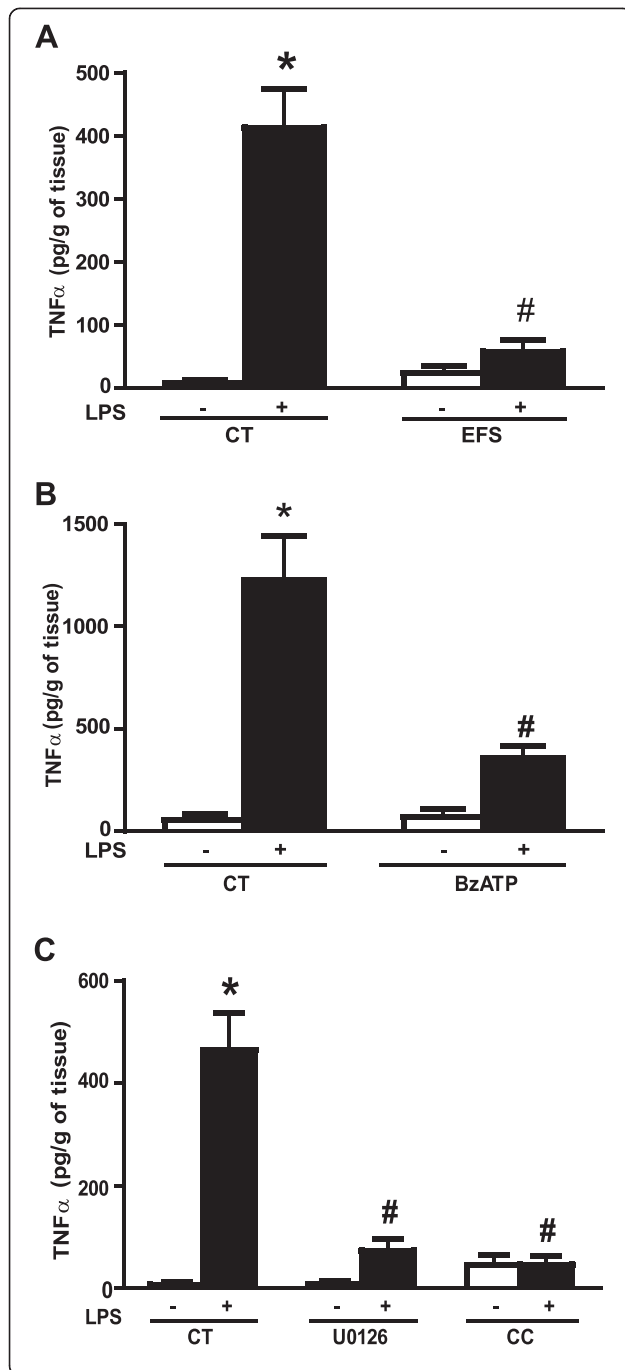 A
TNFα (pg/g of tissue)
500
400
300
200
100
0
*
#
LPS - + - +
CT EFS
B
TNFα (pg/g of tissue)
1500
1000
500
0
*
#
LPS - + - +
CT BzATP
C
TNFα (pg/g of tissue)
600
400
200
0
*
#
#
LPS - + - + - +
CT U0126 CC